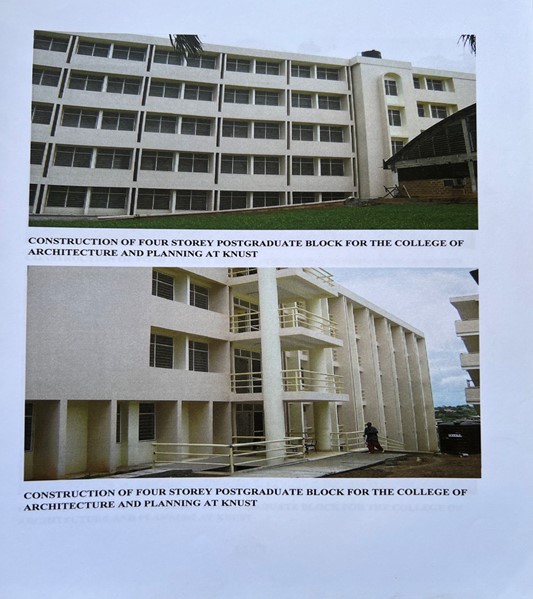 CONSTRUCTION OF FOUR STOREY POSTGRADUATE BLOCK FOR THE COLLEGE OF
ARCHITECTURE AND PLANNING AT KNUST
CONSTRUCTION OF FOUR STOREY POSTGRADUATE BLOCK FOR THE COLLEGE OF
ARCHITECTURE AND PLANNING AT KNUST